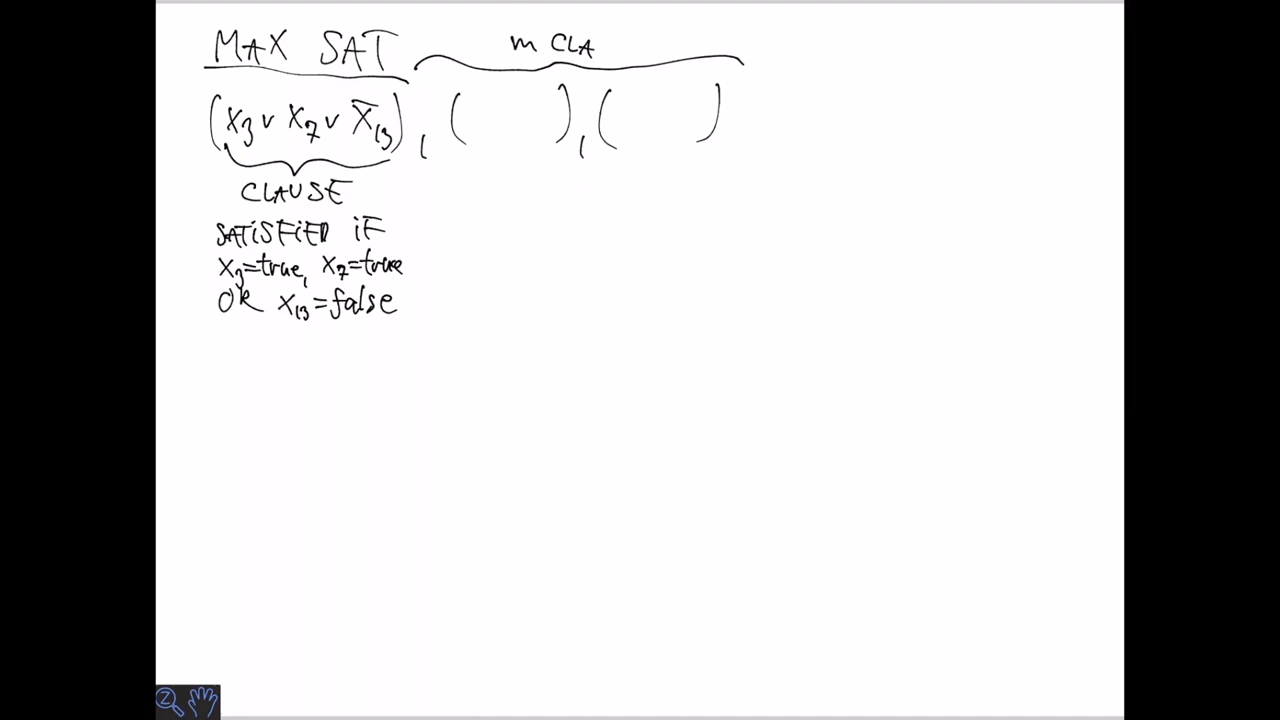 MAX SAT m CLA
(x₃ ∨ x₇ ∨ x̅₁₃), ( ), ( )
CLAUSE
SATISFIED IF
x₃=true, x₇=true
OR x₁₃=false
Z